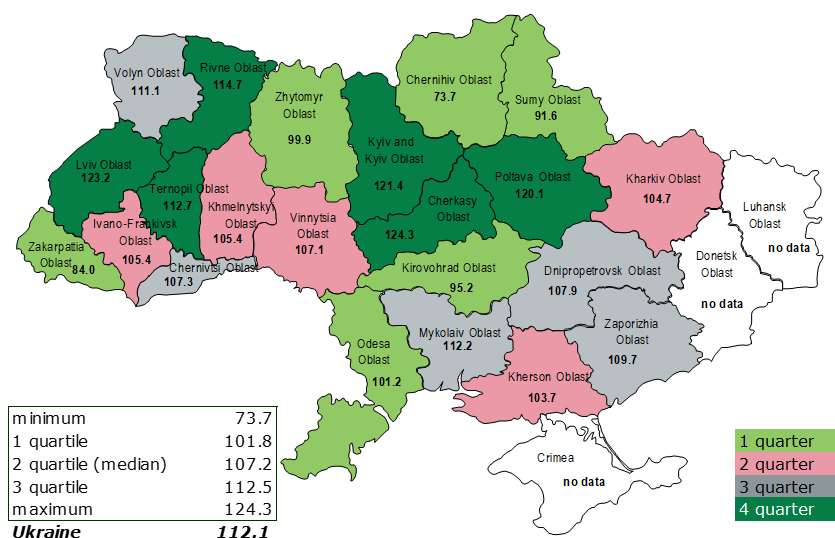 Volyn Oblast
111.1
Rivne Oblast
114.7
Zhytomyr
Oblast
99.9
Chernihiv Oblast
73.7
Sumy Oblast
91.6
Kyiv and
Kyiv Oblast
121.4
Lviv Oblast
123.2
Ternopil Oblast
112.7
Khmelnytskyi
Oblast
105.4
Vinnytsia
Oblast
107.1
Cherkasy
Oblast
124.3
Poltava Oblast
120.1
Kharkiv Oblast
104.7
Luhansk
Oblast
no data
Donetsk
Oblast
no data
Zakarpattia
Oblast
84.0
Ivano-Frankivsk
Oblast
105.4
Chernivtsi Oblast
107.3
Kirovohrad Oblast
95.2
Dnipropetrovsk Oblast
107.9
Zaporizhia
Oblast
109.7
Mykolaiv Oblast
112.2
Odesa
Oblast
101.2
Kherson Oblast
103.7
Crimea
no data
minimum 73.7
1 quartile 101.8
2 quartile (median) 107.2
3 quartile 112.5
maximum 124.3
Ukraine 112.1
1 quarter
2 quarter
3 quarter
4 quarter